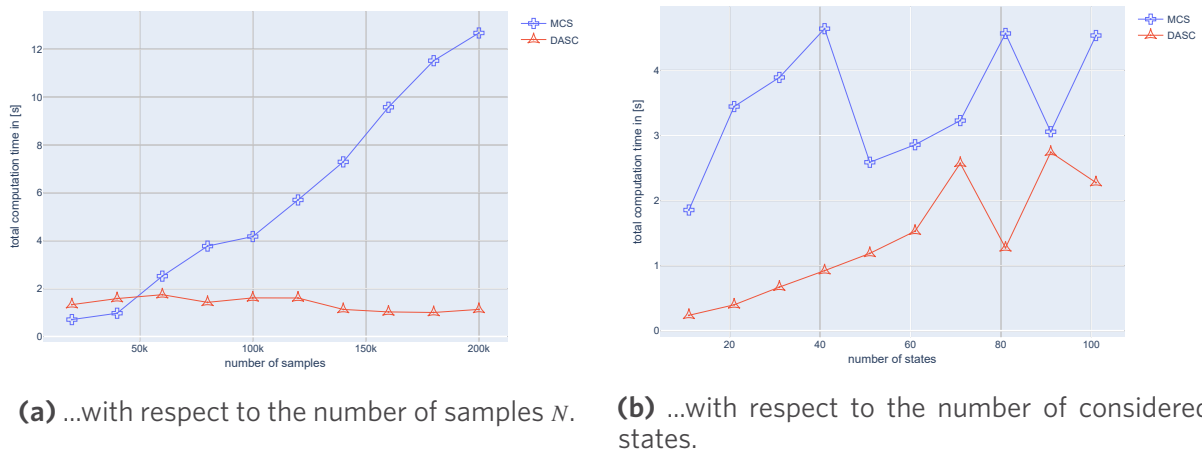 MCS
DASC
12
10
8
6
4
2
0
total computation time in [s]
50k
100k
150k
200k
number of samples
(a) ...with respect to the number of samples N.
MCS
DASC
4
3
2
1
0
total computation time in [s]
20
40
60
80
100
number of states
(b) ...with respect to the number of considered
states.